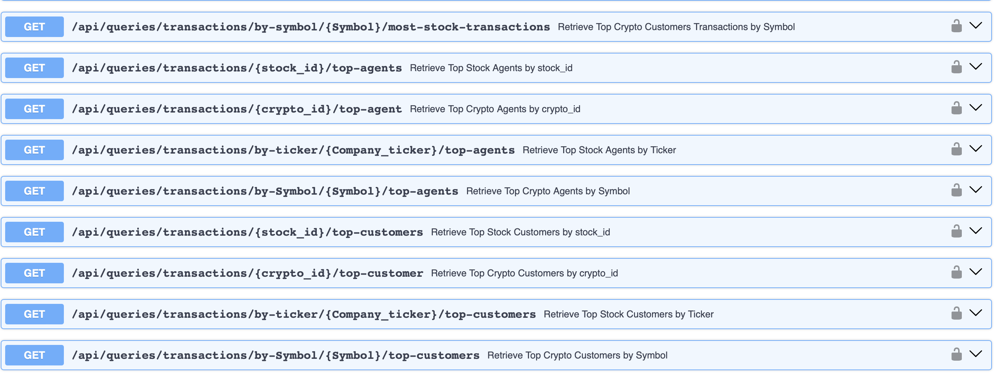 GET /api/queries/transactions/by-symbol/{Symbol}/most-stock-transactions Retrieve Top Crypto Customers Transactions by Symbol
GET /api/queries/transactions/{stock_id}/top-agents Retrieve Top Stock Agents by stock_id
GET /api/queries/transactions/{crypto_id}/top-agent Retrieve Top Crypto Agents by crypto_id
GET /api/queries/transactions/by-ticker/{Company_ticker}/top-agents Retrieve Top Stock Agents by Ticker
GET /api/queries/transactions/by-Symbol/{Symbol}/top-agents Retrieve Top Crypto Agents by Symbol
GET /api/queries/transactions/{stock_id}/top-customers Retrieve Top Stock Customers by stock_id
GET /api/queries/transactions/{crypto_id}/top-customer Retrieve Top Crypto Customers by crypto_id
GET /api/queries/transactions/by-ticker/{Company_ticker}/top-customers Retrieve Top Stock Customers by Ticker
GET /api/queries/transactions/by-Symbol/{Symbol}/top-customers Retrieve Top Crypto Customers by Symbol